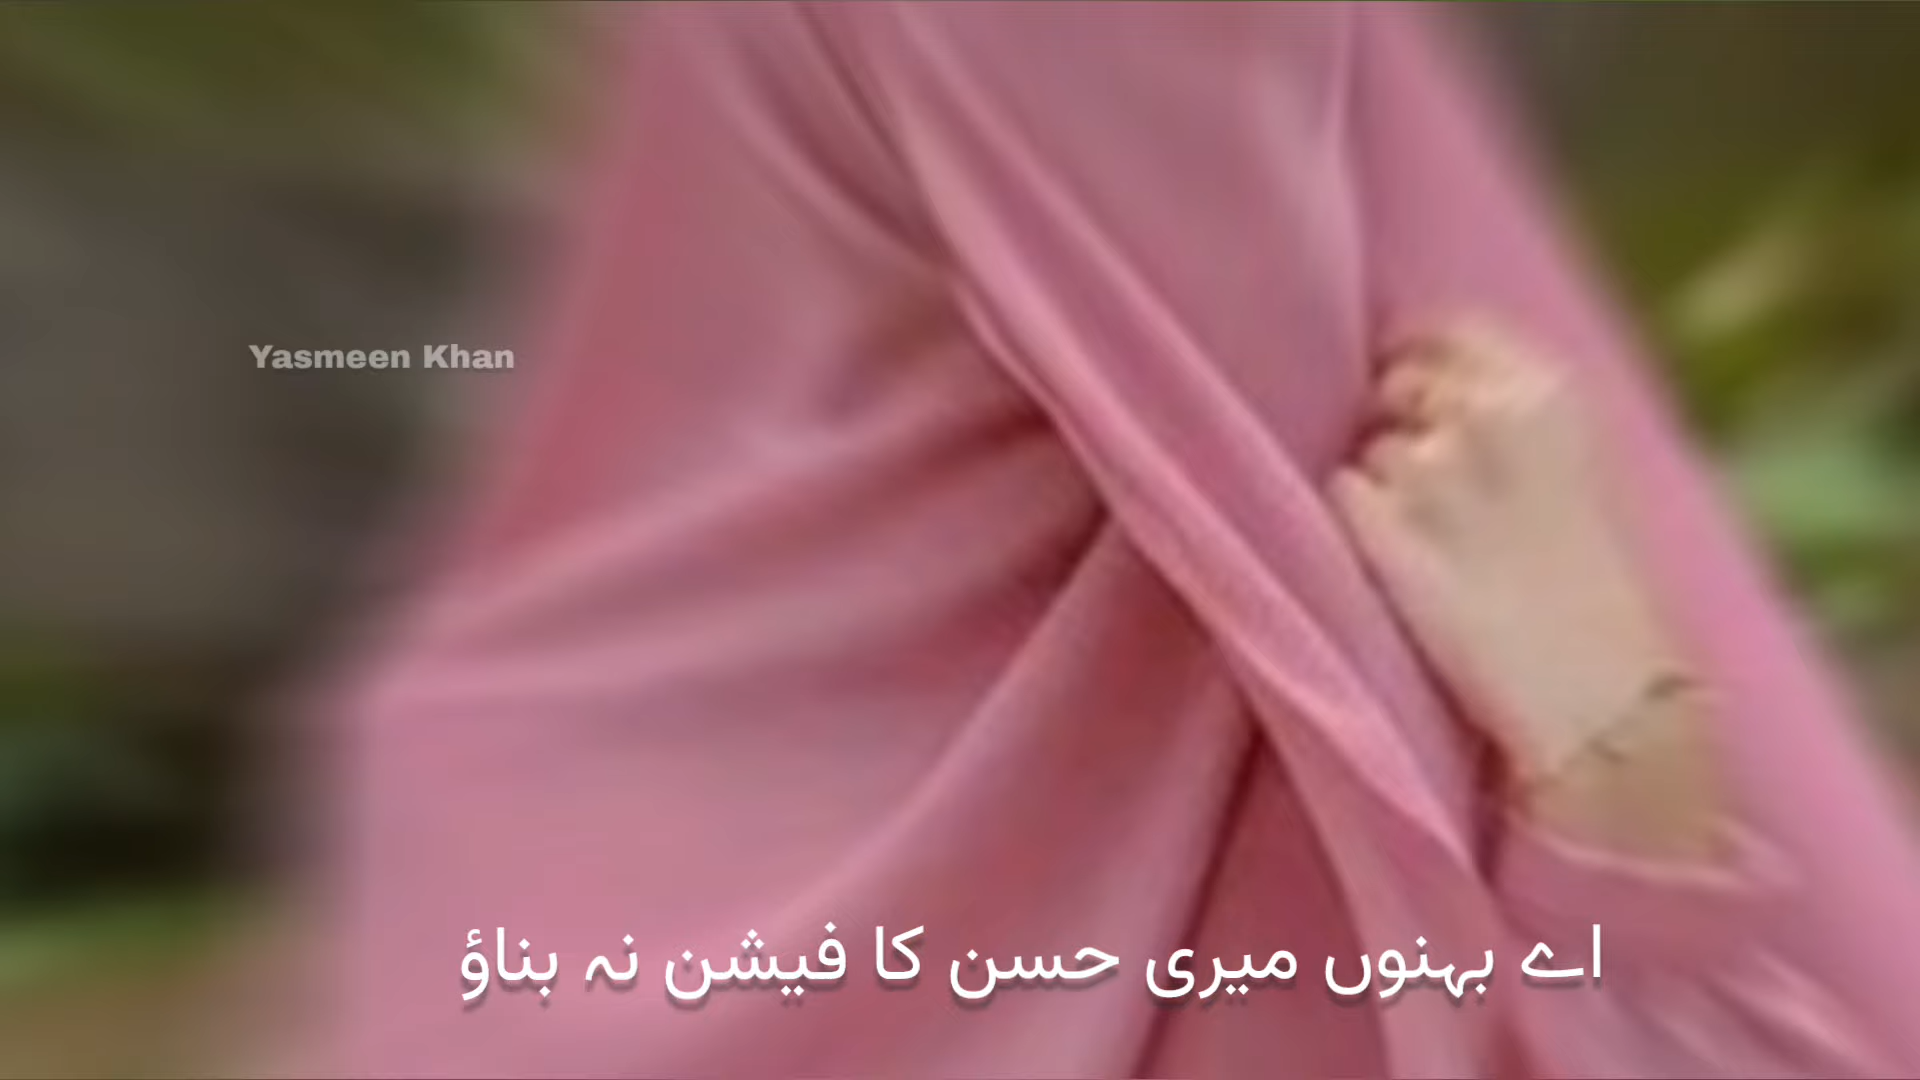 Yasmeen Khan
اے بہنوں میری حسن کا فیشن نہ بناؤ